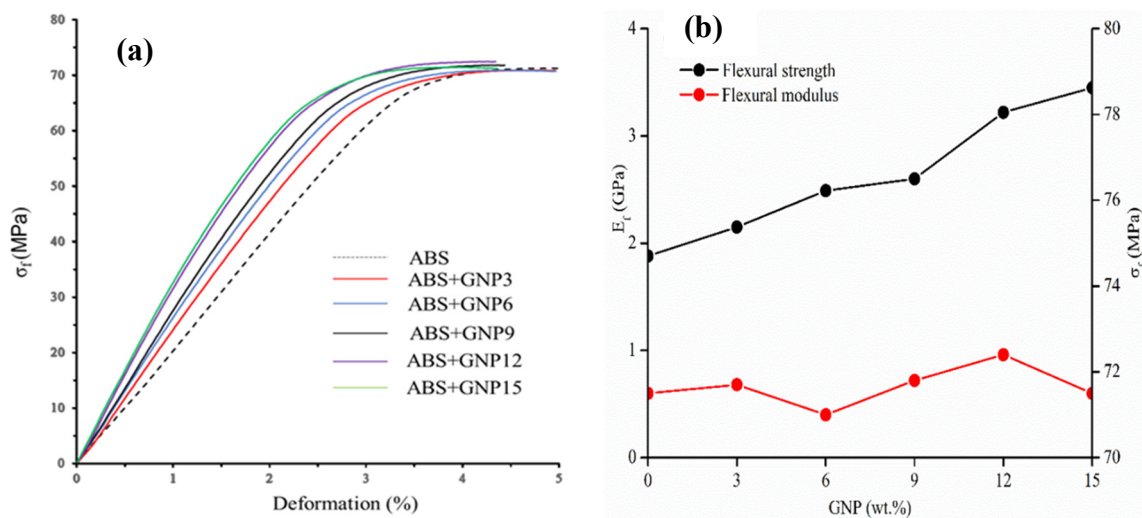 (a)
80
70
60
50
40
30
20
10
0
σf (MPa)
ABS
ABS+GNP3
ABS+GNP6
ABS+GNP9
ABS+GNP12
ABS+GNP15
0 1 2 3 4 5
Deformation (%)
(b)
4
3
2
1
0
Ef (GPa)
Flexural strength
Flexural modulus
80
78
76
74
72
70
σf (MPa)
0 3 6 9 12 15
GNP (wt.%)